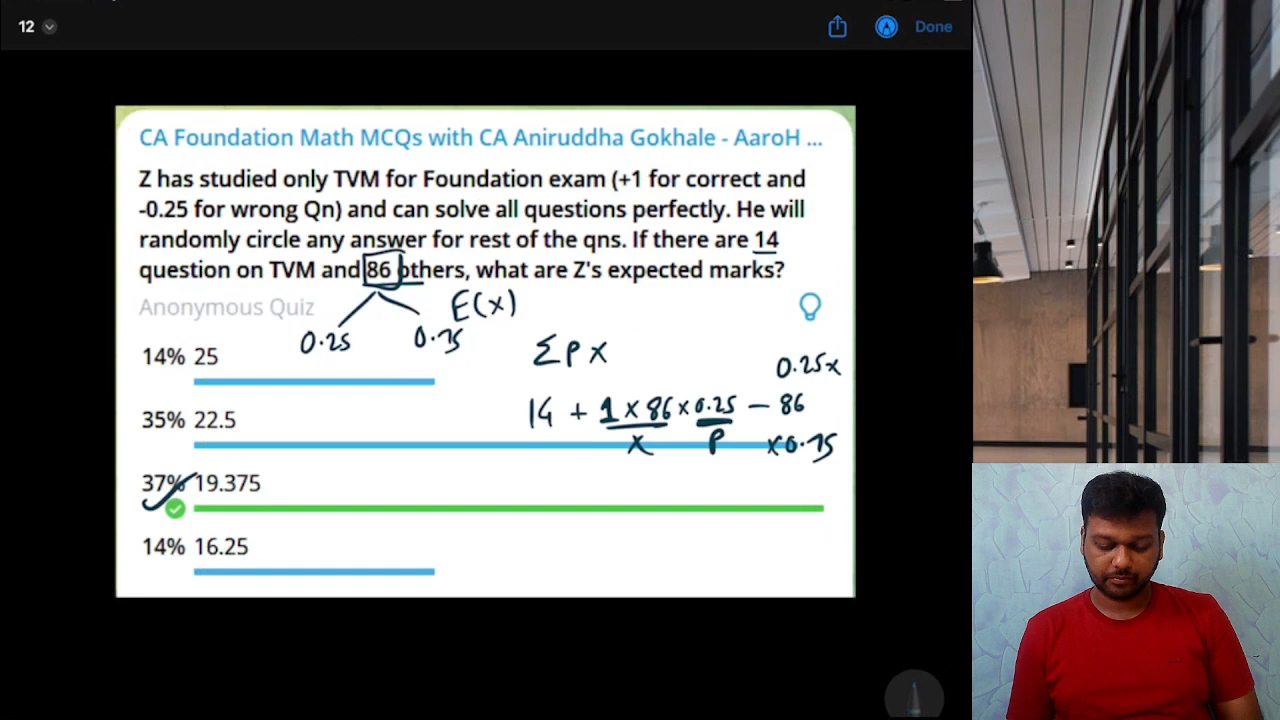 12
Done
CA Foundation Math MCQs with CA Aniruddha Gokhale - AaroH ...
Z has studied only TVM for Foundation exam (+1 for correct and
-0.25 for wrong Qn) and can solve all questions perfectly. He will
randomly circle any answer for rest of the qns. If there are 14
question on TVM and 86 others, what are Z's expected marks?
Anonymous Quiz
E(x)
0.25 0.75
14% 25
Σ P x
0.25x
35% 22.5
14 + 1 × 86 × 0.25 − 86
x P ×0.75
37% 19.375
14% 16.25